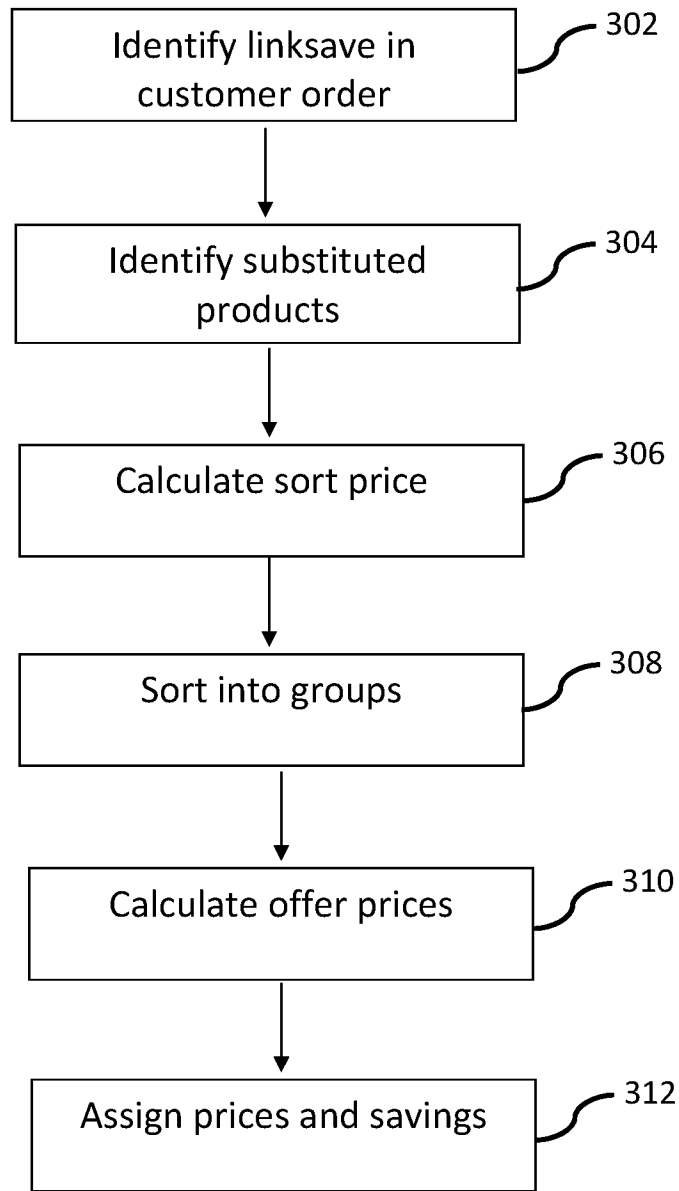 Identify linksave in
customer order
302
Identify substituted
products
304
Calculate sort price
306
Sort into groups
308
Calculate offer prices
310
Assign prices and savings
312